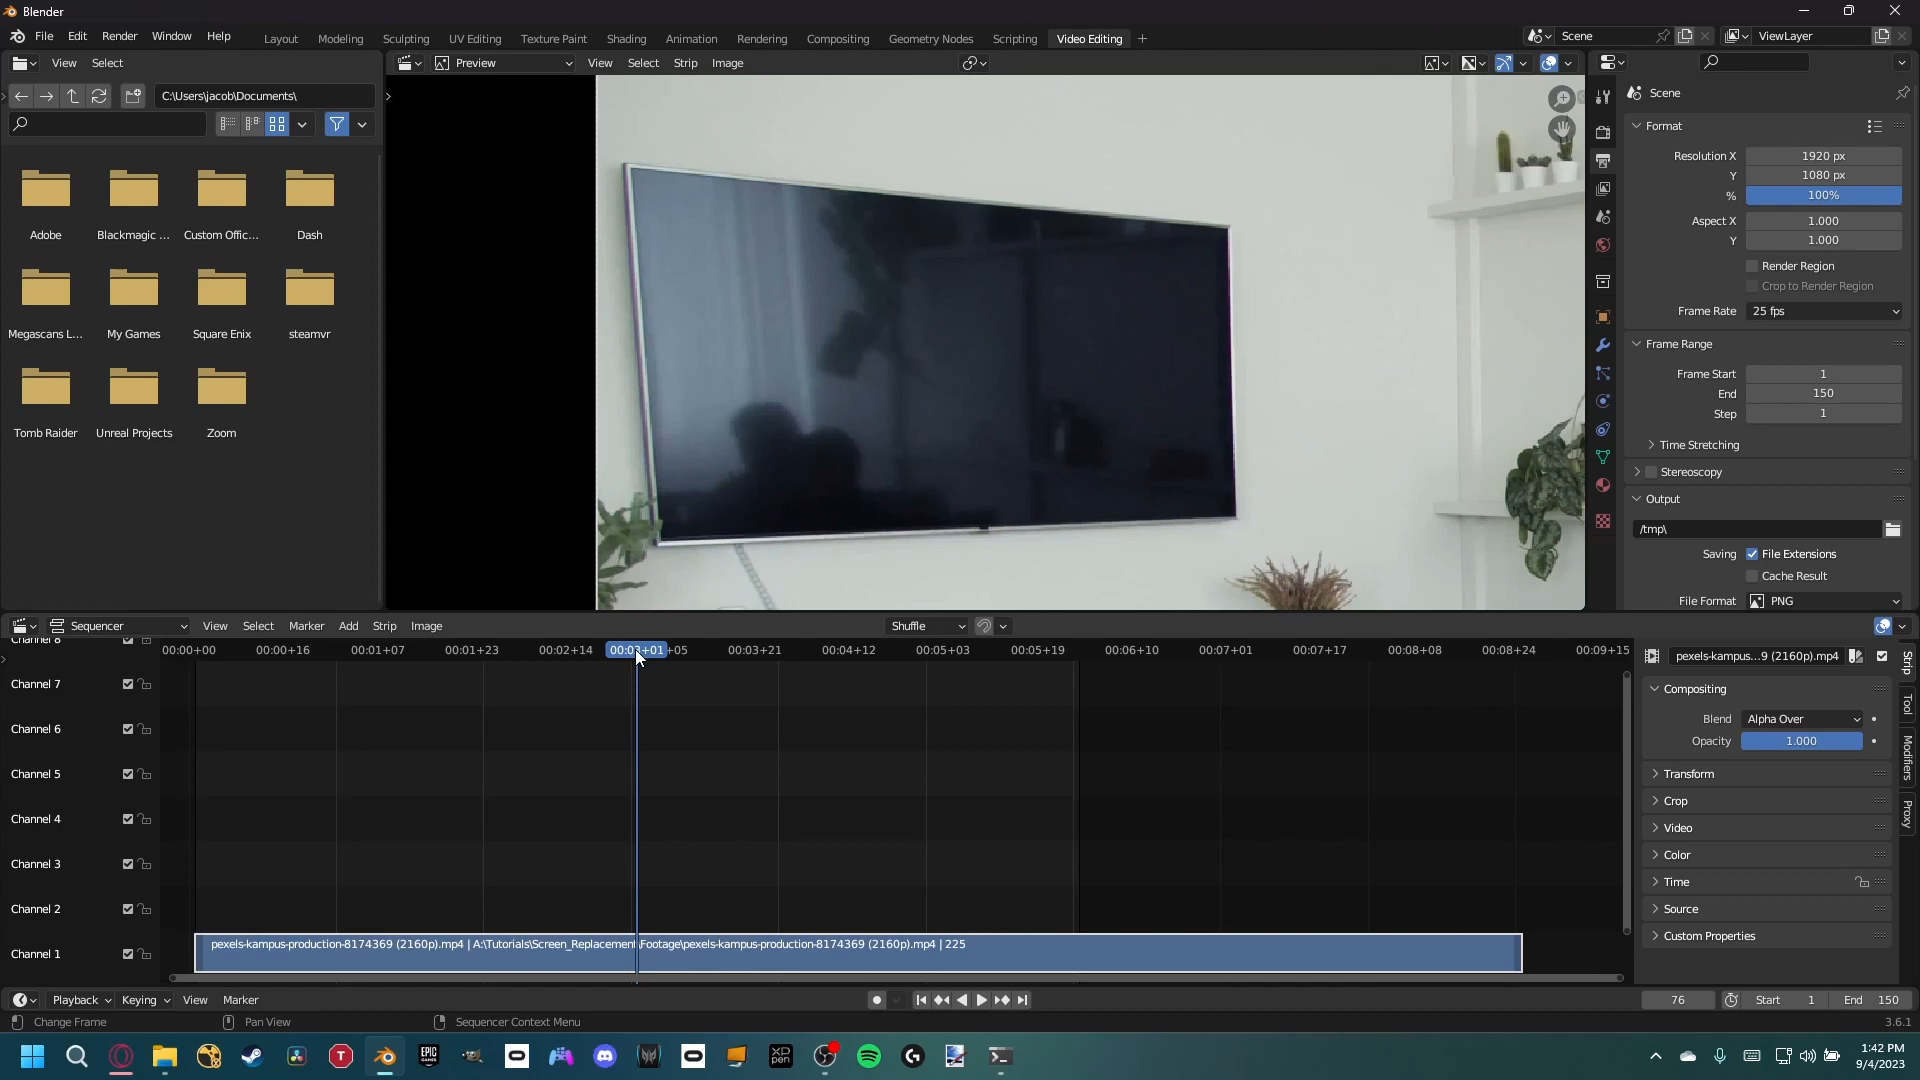 Blender
File Edit Render Window Help
Layout Modeling Sculpting UV Editing Texture Paint Shading Animation Rendering Compositing Geometry Nodes Scripting Video Editing +
Scene
ViewLayer
View Select
Preview View Select Strip Image
C:\Users\jacob\Documents\
Scene
Adobe Blackmagic ... Custom Offic... Dash
Megascans L... My Games Square Enix steamvr
Tomb Raider Unreal Projects Zoom
Format
Resolution X 1920 px
Y 1080 px
% 100%
Aspect X 1.000
Y 1.000
Render Region
Crop to Render Region
Frame Rate 25 fps
Frame Range
Frame Start 1
End 150
Step 1
Time Stretching
Stereoscopy
Output
/tmp\
Saving File Extensions
Cache Result
File Format PNG
Sequencer View Select Marker Add Strip Image
Shuffle
00:00+00 00:00+16 00:01+07 00:01+23 00:02+14 00:03+01 +05 00:03+21 00:04+12 00:05+03 00:05+19 00:06+10 00:07+01 00:07+17 00:08+08 00:08+24 00:09+15
Channel 8
Channel 7
Channel 6
Channel 5
Channel 4
Channel 3
Channel 2
Channel 1
pexels-kampus-production-8174369 (2160p).mp4 | A:\Tutorials\Screen_Replacement\Footage\pexels-kampus-production-8174369 (2160p).mp4 | 225
pexels-kampus...9 (2160p).mp4
Compositing
Blend Alpha Over
Opacity 1.000
Transform
Crop
Video
Color
Time
Source
Custom Properties
Strip
Tool
Modifiers
Proxy
Playback Keying View Marker
76 Start 1 End 150
Change Frame Pan View Sequencer Context Menu
3.6.1
T
EPIC GAMES
XP PEN
1:42 PM
9/4/2023